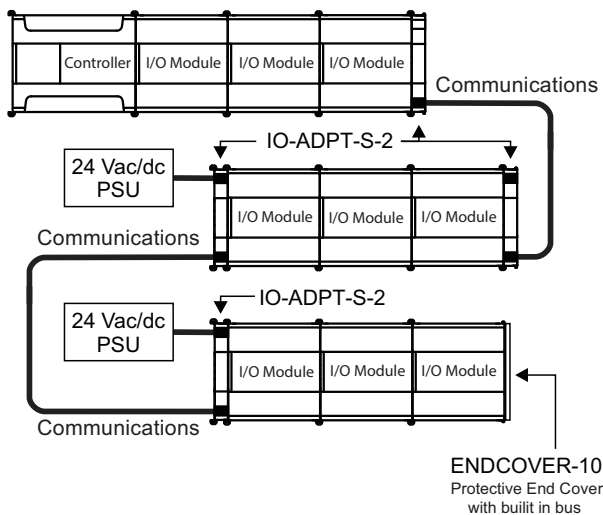 Controller I/O Module I/O Module I/O Module
Communications
IO-ADPT-S-2
24 Vac/dc
PSU
I/O Module I/O Module I/O Module
Communications
IO-ADPT-S-2
24 Vac/dc
PSU
I/O Module I/O Module I/O Module
Communications
ENDCOVER-10
Protective End Cover
with builit in bus